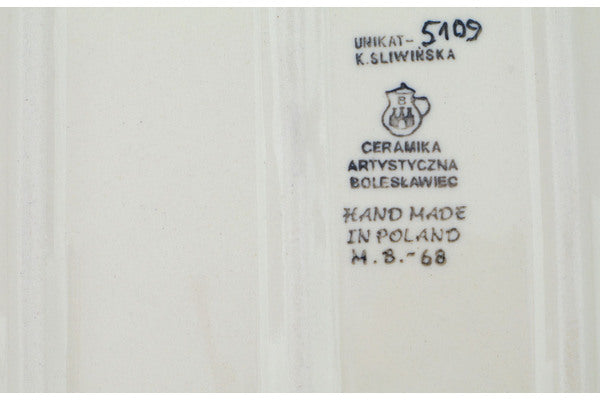 UNIKAT- 5109
K. SLIWIŃSKA
B
CERAMIKA
ARTYSTYCZNA
BOLESŁAWIEC
HAND MADE
IN POLAND
M.B.-68